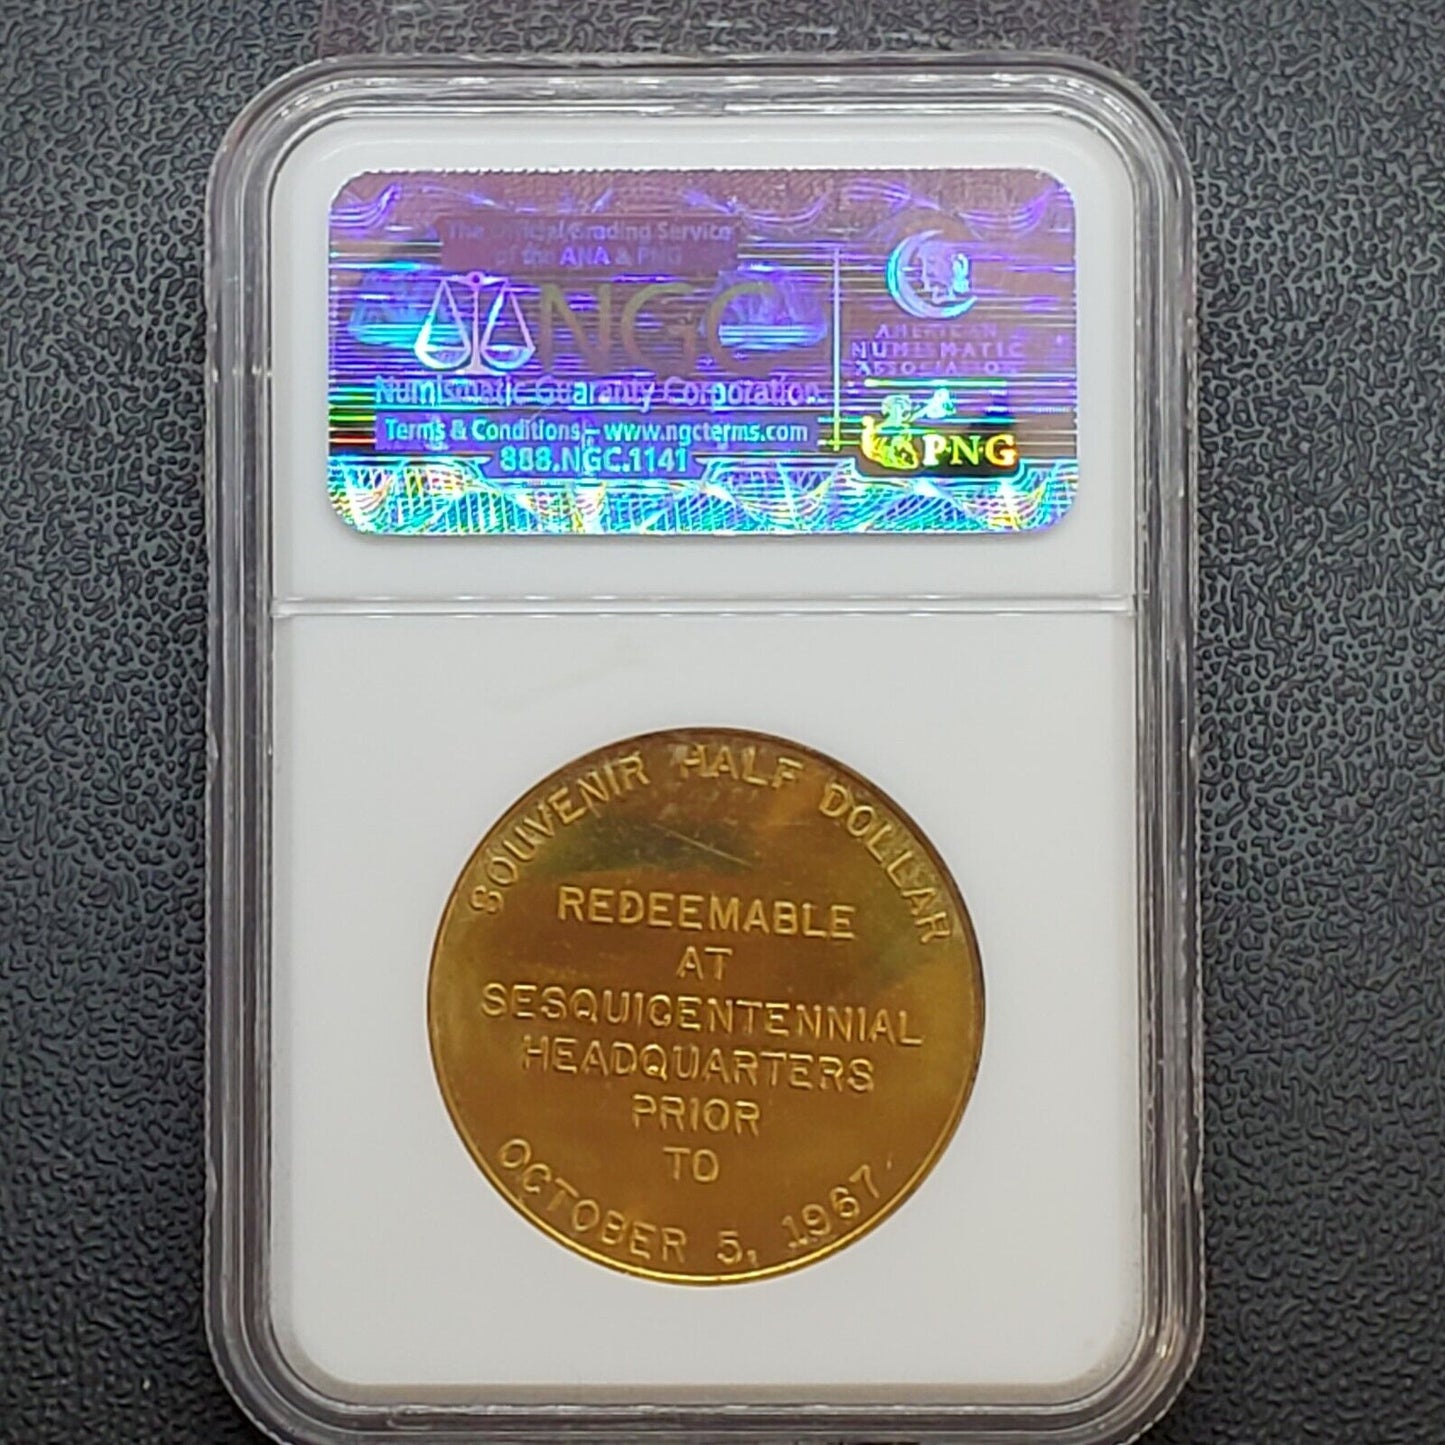 The Official Grading Service
of the ANA & PNG
NGC
Numismatic Guaranty Corporation
Terms & Conditions - www.ngcterms.com
888.NGC.1141
AMERICAN
NUMISMATIC
ASSOCIATION
PNG
SOUVENIR HALF DOLLAR
REDEEMABLE
AT
SESQUICENTENNIAL
HEADQUARTERS
PRIOR
TO
OCTOBER 5, 1967